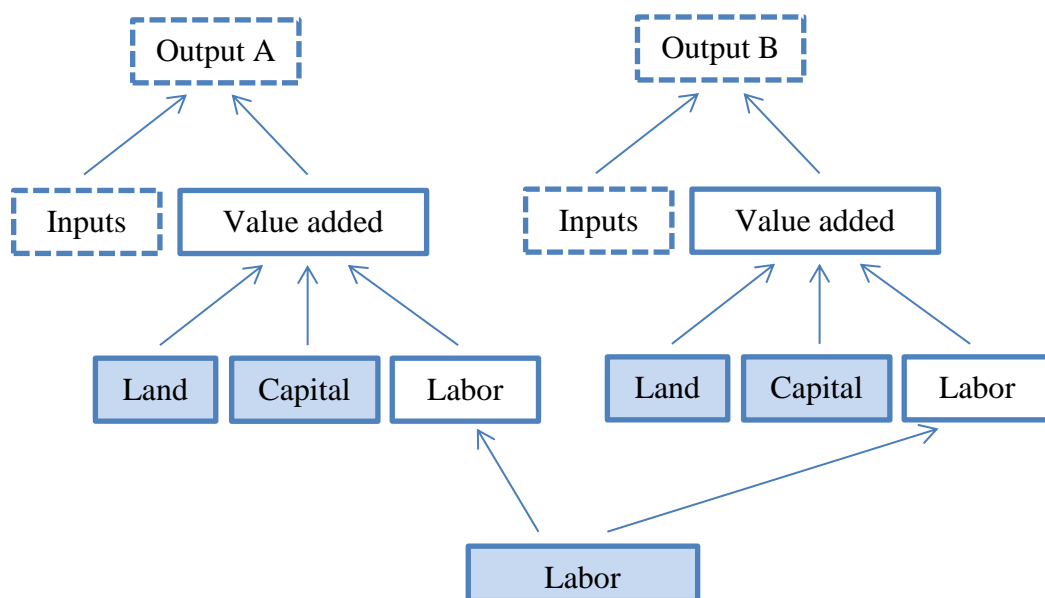 Output A
Output B
Inputs
Value added
Inputs
Value added
Land
Capital
Labor
Land
Capital
Labor
Labor